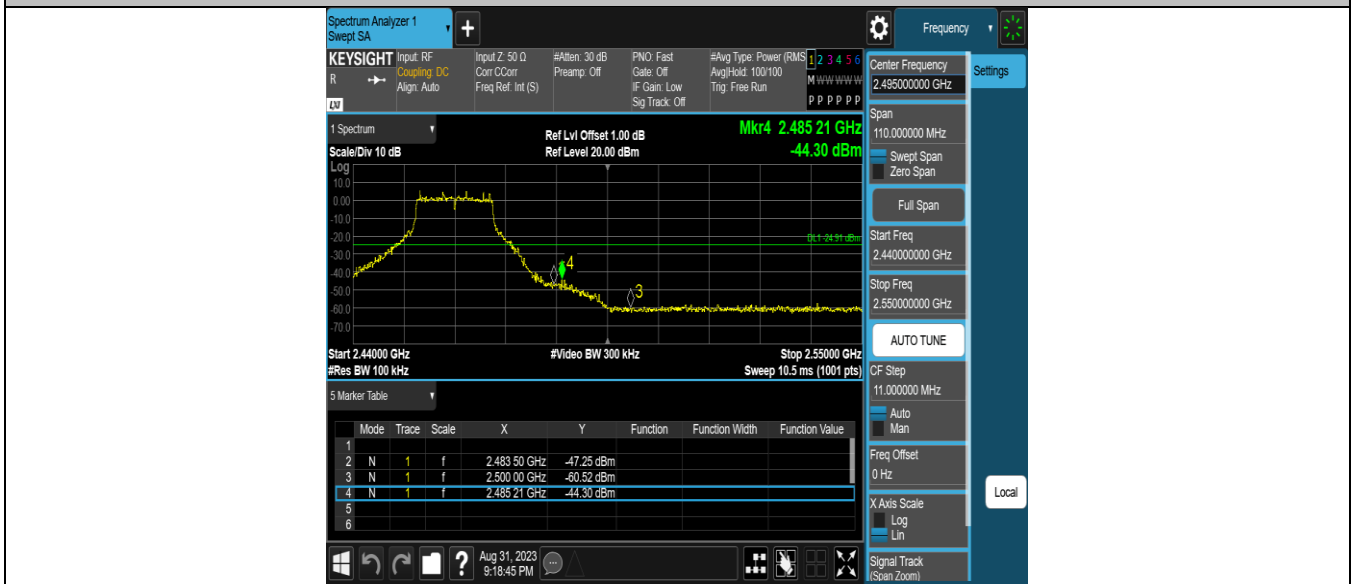 Spectrum Analyzer 1
Swept SA
+
Frequency
KEYSIGHT
R
LXI
Input: RF
Coupling: DC
Align: Auto
Input Z: 50 Ω
Corr CCorr
Freq Ref: Int (S)
#Atten: 30 dB
Preamp: Off
PNO: Fast
Gate: Off
IF Gain: Low
Sig Track: Off
#Avg Type: Power (RMS
Avg|Hold: 100/100
Trig: Free Run
1 2 3 4 5 6
M W W W W W
P P P P P P
1 Spectrum
Scale/Div 10 dB
Ref Lvl Offset 1.00 dB
Ref Level 20.00 dBm
Mkr4 2.485 21 GHz
-44.30 dBm
Log
10.0
0.00
-10.0
-20.0
-30.0
-40.0
-50.0
-60.0
-70.0
DL1 -24.91 dBm
4
3
Start 2.44000 GHz
#Video BW 300 kHz
Stop 2.55000 GHz
#Res BW 100 kHz
Sweep 10.5 ms (1001 pts)
5 Marker Table
Mode Trace Scale X Y Function Function Width Function Value
1
2 N 1 f 2.483 50 GHz -47.25 dBm
3 N 1 f 2.500 00 GHz -60.52 dBm
4 N 1 f 2.485 21 GHz -44.30 dBm
5
6
?
Aug 31, 2023
9:18:45 PM
Center Frequency
2.495000000 GHz
Settings
Span
110.000000 MHz
Swept Span
Zero Span
Full Span
Start Freq
2.440000000 GHz
Stop Freq
2.550000000 GHz
AUTO TUNE
CF Step
11.000000 MHz
Auto
Man
Freq Offset
0 Hz
X Axis Scale
Log
Lin
Local
Signal Track
(Span Zoom)